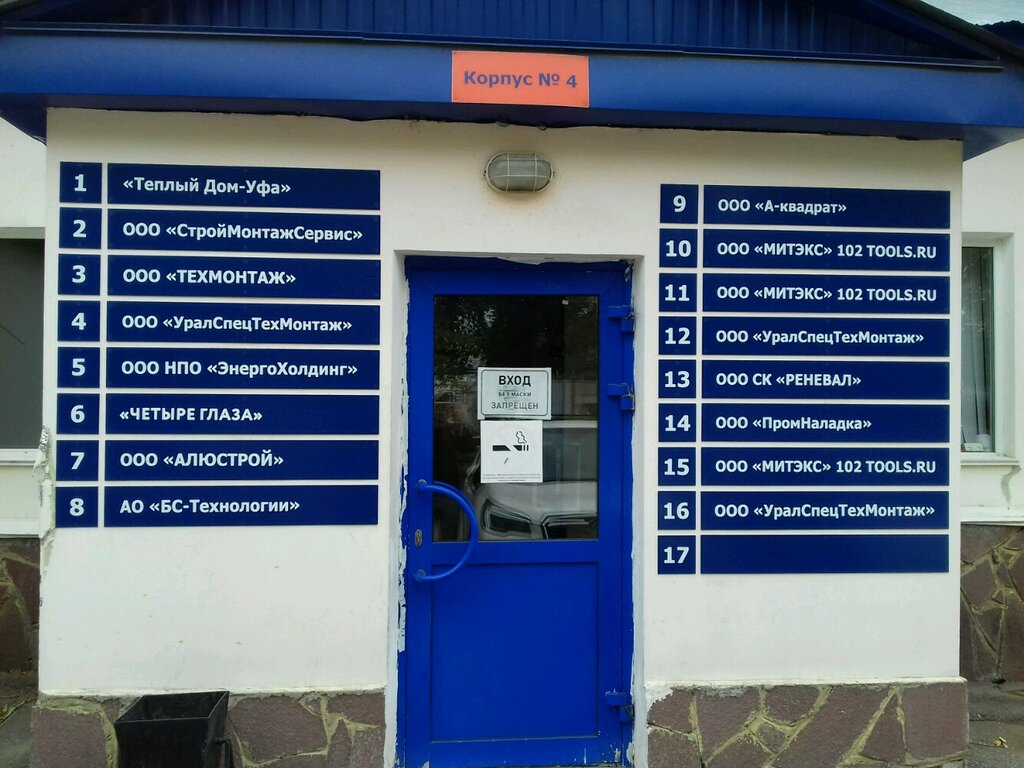 Корпус № 4
1 «Теплый Дом-Уфа»
2 ООО «СтройМонтажСервис»
3 ООО «ТЕХМОНТАЖ»
4 ООО «УралСпецТехМонтаж»
5 ООО НПО «ЭнергоХолдинг»
6 «ЧЕТЫРЕ ГЛАЗА»
7 ООО «АЛЮСТРОЙ»
8 АО «БС-Технологии»
ВХОД
БЕЗ МАСКИ
ЗАПРЕЩЕН
9 ООО «А-квадрат»
10 ООО «МИТЭКС» 102 TOOLS.RU
11 ООО «МИТЭКС» 102 TOOLS.RU
12 ООО «УралСпецТехМонтаж»
13 ООО СК «РЕНЕВАЛ»
14 ООО «ПромНаладка»
15 ООО «МИТЭКС» 102 TOOLS.RU
16 ООО «УралСпецТехМонтаж»
17